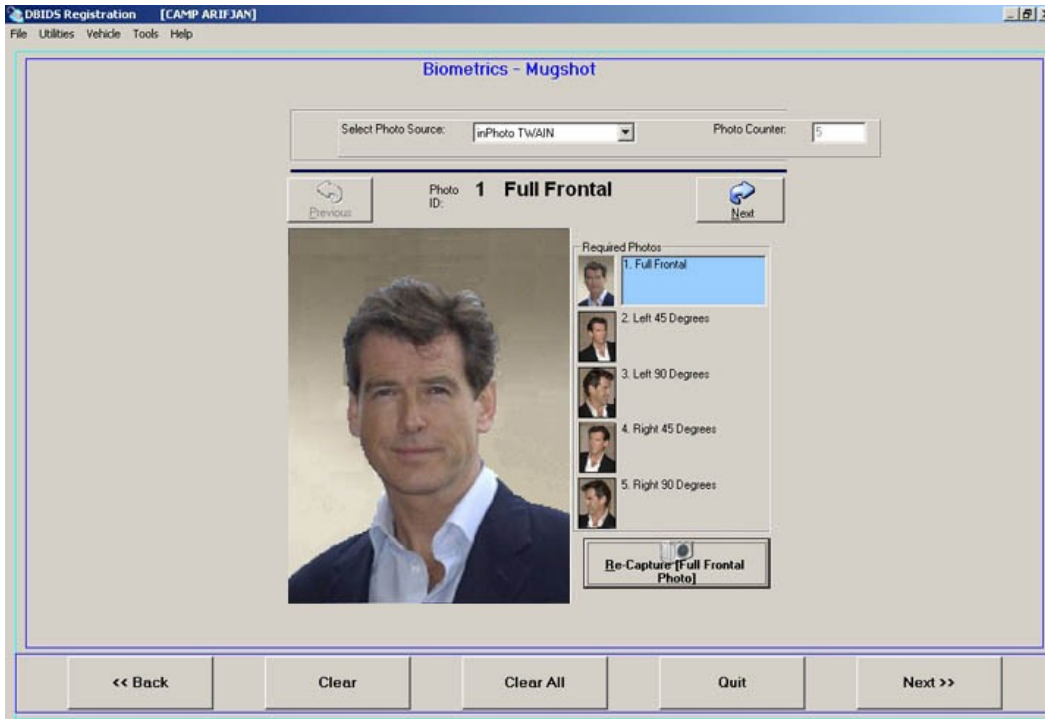 DBIDS Registration [CAMP ARIFJAN]
File Utilities Vehicle Tools Help
Biometrics - Mugshot
Select Photo Source: inPhoto TWAIN Photo Counter: 5
Previous
Photo ID: 1 Full Frontal
Next
Required Photos
1. Full Frontal
2. Left 45 Degrees
3. Left 90 Degrees
4. Right 45 Degrees
5. Right 90 Degrees
Re-Capture [Full Frontal
Photo]
<< Back Clear Clear All Quit Next >>